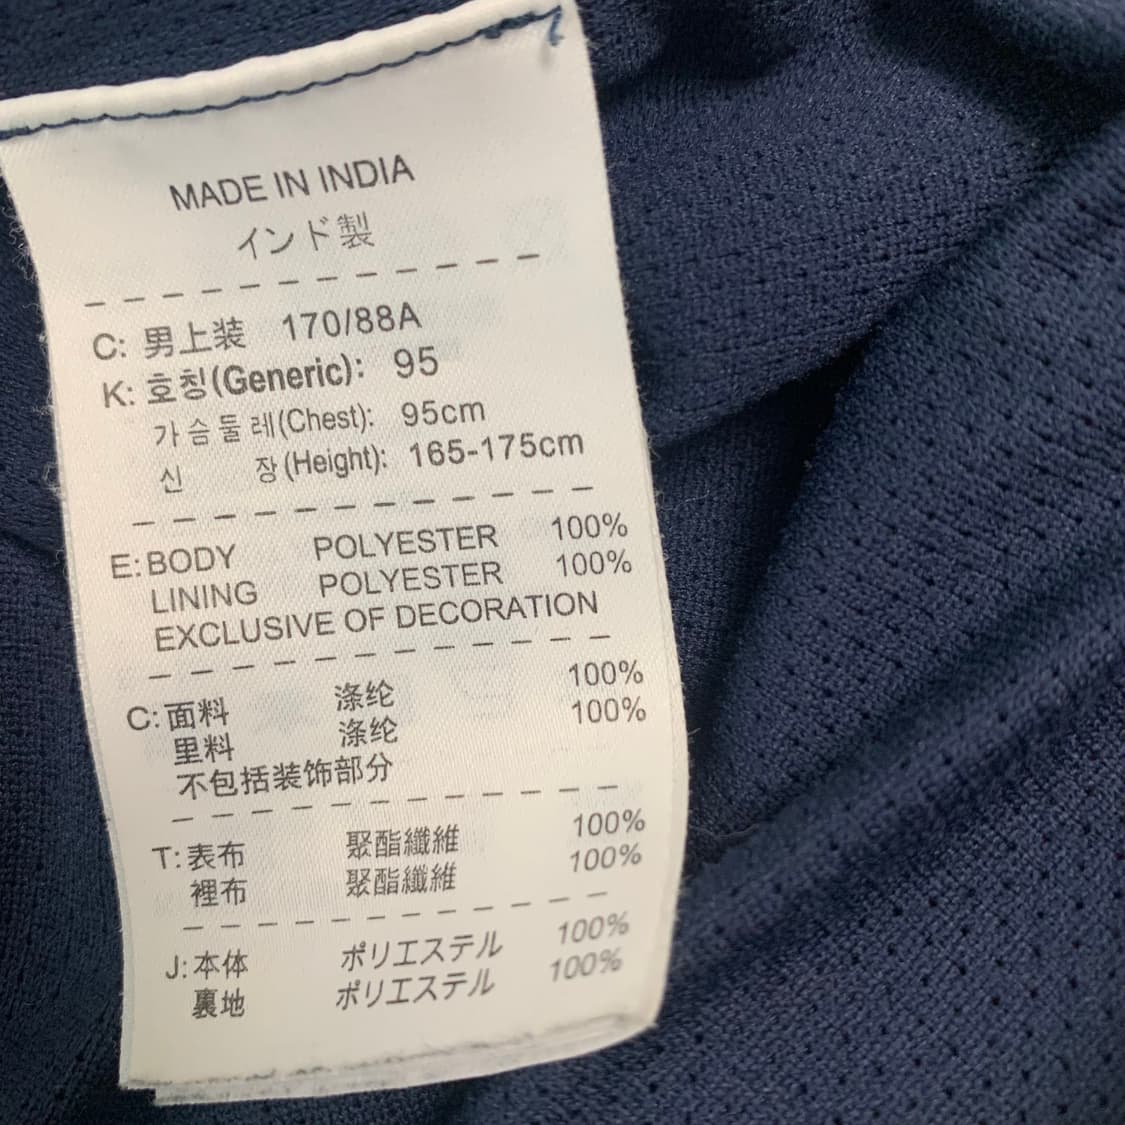 MADE IN INDIA
インド製
C: 男上装 170/88A
K: 호칭(Generic): 95
가슴둘레(Chest): 95cm
신 장(Height): 165-175cm
E: BODY POLYESTER 100%
LINING POLYESTER 100%
EXCLUSIVE OF DECORATION
C: 面料 涤纶 100%
里料 涤纶 100%
不包括装饰部分
T: 表布 聚酯纖維 100%
裡布 聚酯纖維 100%
J: 本体 ポリエステル 100%
裏地 ポリエステル 100%